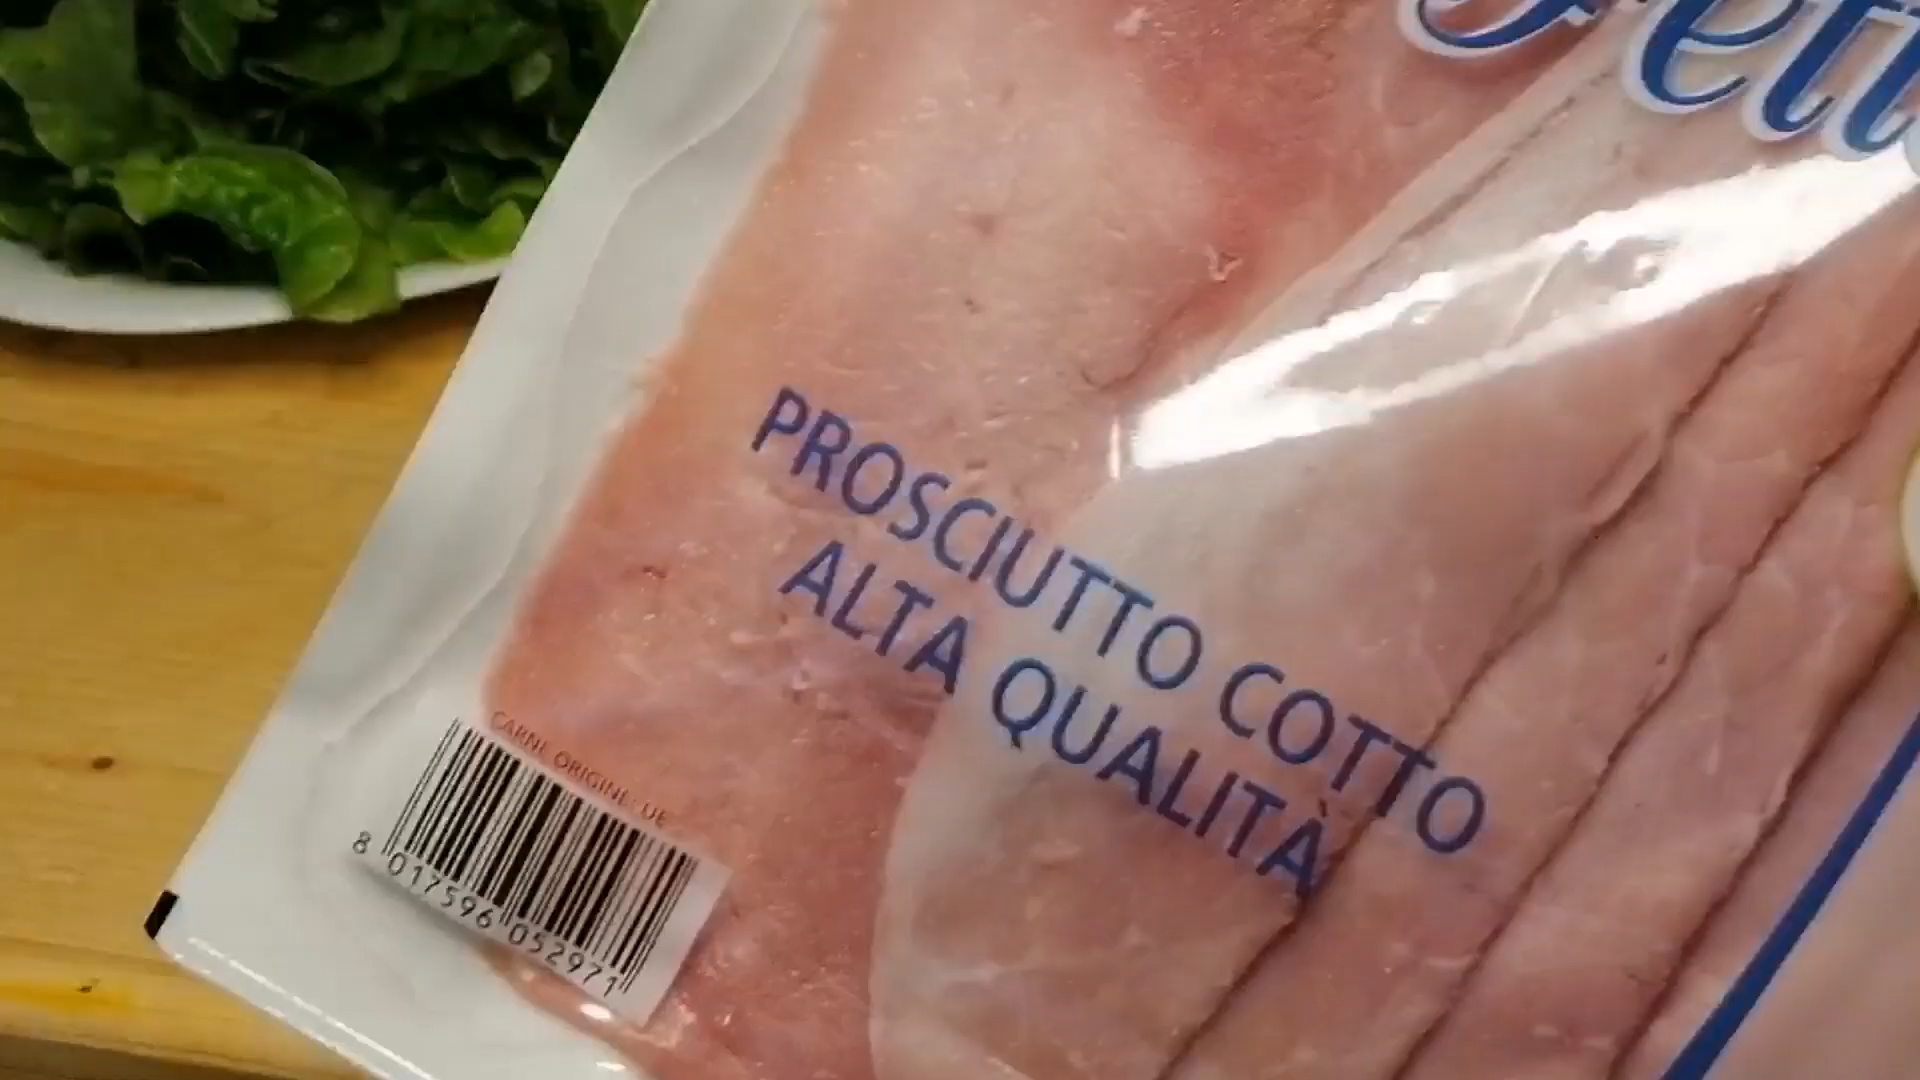 PROSCIUTTO COTTO
ALTA QUALITÀ
CARNE ORIGINE: UE
8 017596 052971